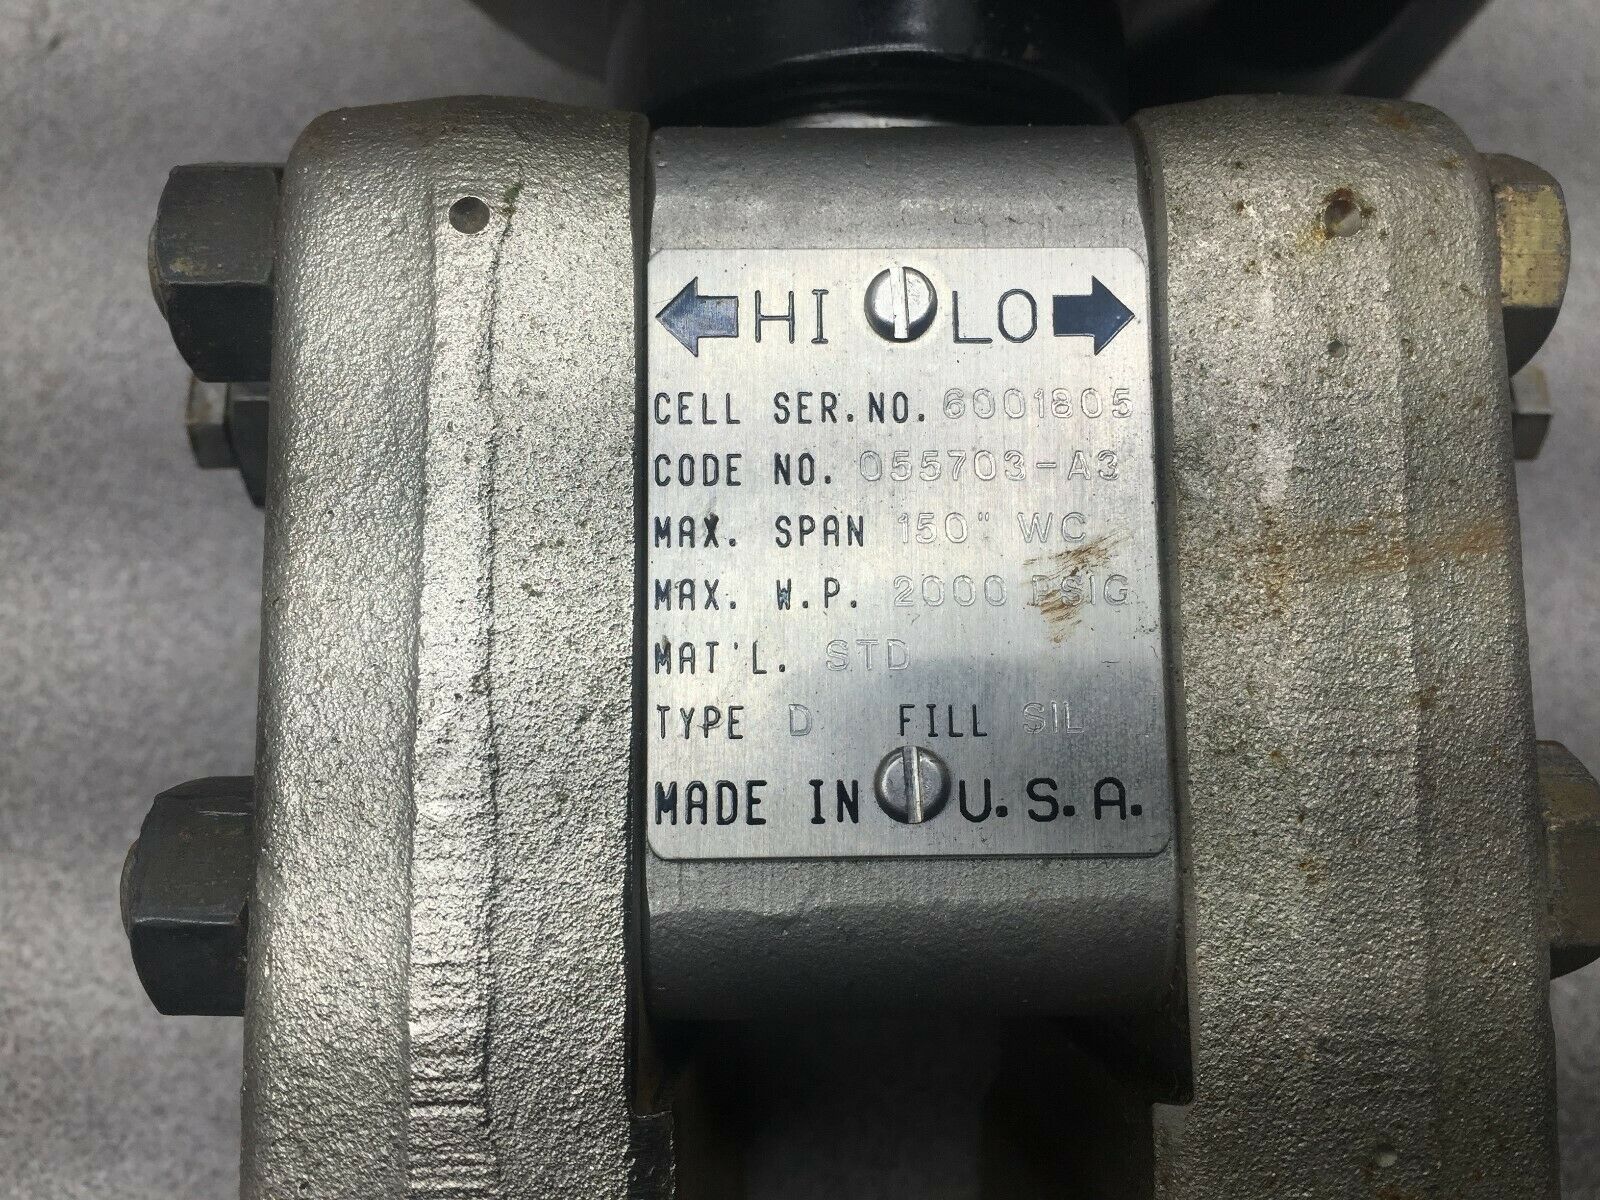 HI LO
CELL SER. NO. 6001805
CODE NO. 055703-A3
MAX. SPAN 150" WC
MAX. W.P. 2000 PSIG
MAT'L. STD
TYPE D FILL SIL
MADE IN U.S.A.